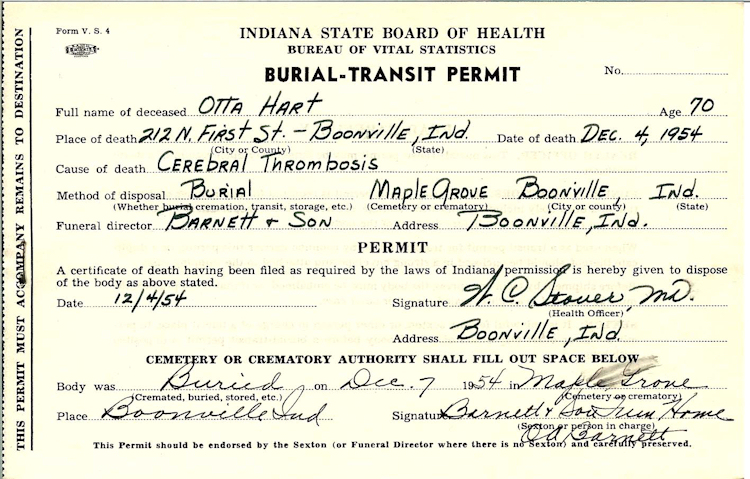 THIS PERMIT MUST ACCOMPANY REMAINS TO DESTINATION
Form V. S. 4
INDIANA STATE BOARD OF HEALTH
BUREAU OF VITAL STATISTICS
BURIAL-TRANSIT PERMIT
No.
Full name of deceased OTTA HART Age 70
Place of death 212 N. FIRST ST. - BOONVILLE, IND. Date of death DEC. 4, 1954
(City or County) (State)
Cause of death CEREBRAL THROMBOSIS
Method of disposal BURIAL MAPLE GROVE BOONVILLE, IND.
(Whether burial cremation, transit, storage, etc.) (Cemetery or crematory) (City or county) (State)
Funeral director BARNETT & SON Address BOONVILLE, IND.
PERMIT
A certificate of death having been filed as required by the laws of Indiana permission is hereby given to dispose
of the body as above stated.
Date 12/4/54 Signature W. C. Stover, MD.
(Health Officer)
Address BOONVILLE, IND.
CEMETERY OR CREMATORY AUTHORITY SHALL FILL OUT SPACE BELOW
Body was Buried on Dec. 7 1954 in Maple Grove
(Cremated, buried, stored, etc.) (Cemetery or crematory)
Place Boonville Ind Signature Barnett & Son Home
(Sexton or person in charge)
Barnett
This Permit should be endorsed by the Sexton (or Funeral Director where there is no Sexton) and carefully preserved.